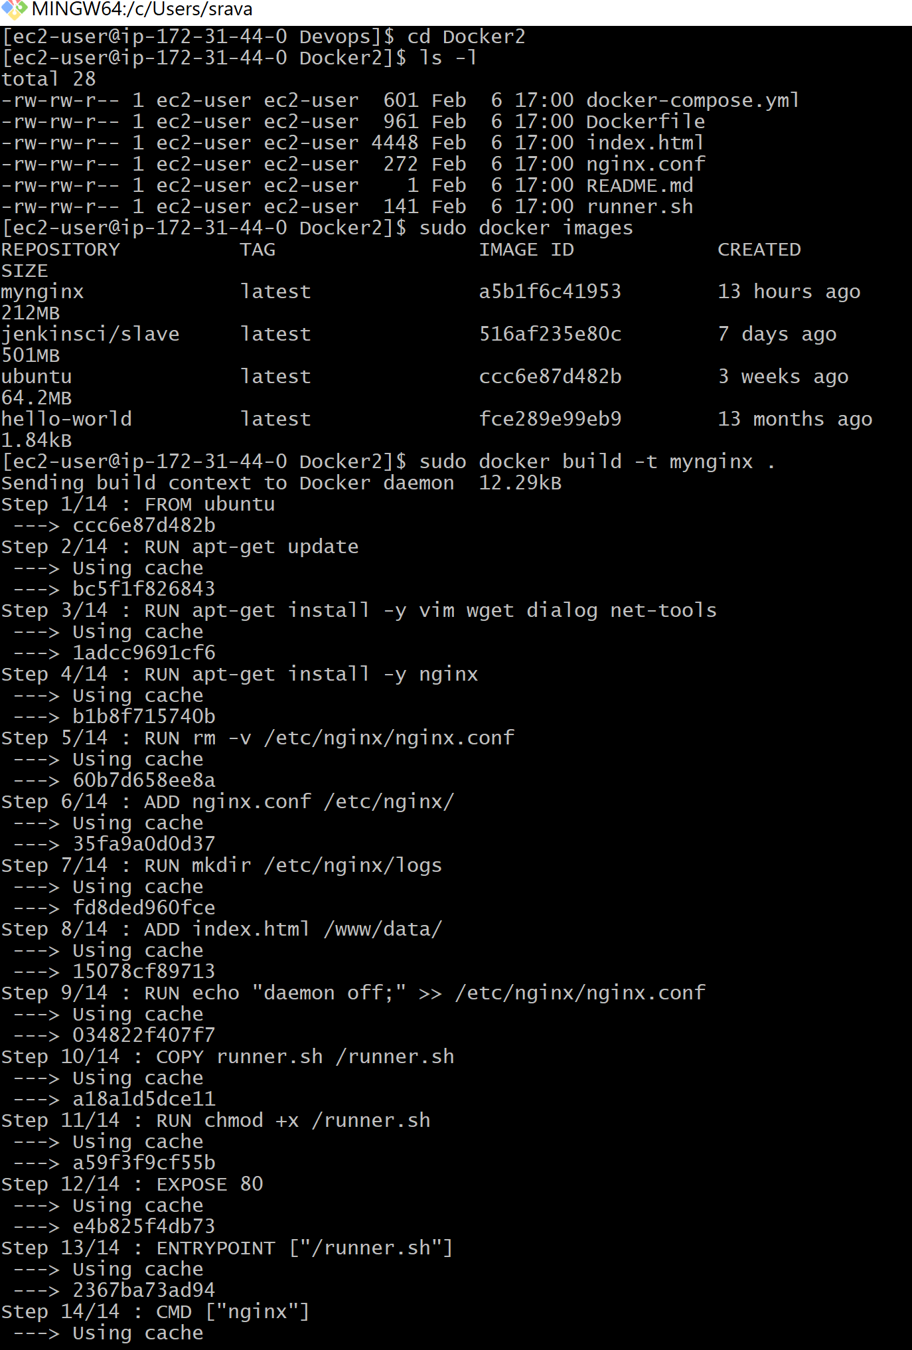 MINGW64:/c/Users/srava
[ec2-user@ip-172-31-44-0 Devops]$ cd Docker2
[ec2-user@ip-172-31-44-0 Docker2]$ ls -l
total 28
-rw-rw-r-- 1 ec2-user ec2-user  601 Feb  6 17:00 docker-compose.yml
-rw-rw-r-- 1 ec2-user ec2-user  961 Feb  6 17:00 Dockerfile
-rw-rw-r-- 1 ec2-user ec2-user 4448 Feb  6 17:00 index.html
-rw-rw-r-- 1 ec2-user ec2-user  272 Feb  6 17:00 nginx.conf
-rw-rw-r-- 1 ec2-user ec2-user    1 Feb  6 17:00 README.md
-rw-rw-r-- 1 ec2-user ec2-user  141 Feb  6 17:00 runner.sh
[ec2-user@ip-172-31-44-0 Docker2]$ sudo docker images
REPOSITORY          TAG                 IMAGE ID            CREATED
SIZE
mynginx             latest              a5b1f6c41953        13 hours ago
212MB
jenkinsci/slave     latest              516af235e80c        7 days ago
501MB
ubuntu              latest              ccc6e87d482b        3 weeks ago
64.2MB
hello-world         latest              fce289e99eb9        13 months ago
1.84kB
[ec2-user@ip-172-31-44-0 Docker2]$ sudo docker build -t mynginx .
Sending build context to Docker daemon  12.29kB
Step 1/14 : FROM ubuntu
 ---> ccc6e87d482b
Step 2/14 : RUN apt-get update
 ---> Using cache
 ---> bc5f1f826843
Step 3/14 : RUN apt-get install -y vim wget dialog net-tools
 ---> Using cache
 ---> 1adcc9691cf6
Step 4/14 : RUN apt-get install -y nginx
 ---> Using cache
 ---> b1b8f715740b
Step 5/14 : RUN rm -v /etc/nginx/nginx.conf
 ---> Using cache
 ---> 60b7d658ee8a
Step 6/14 : ADD nginx.conf /etc/nginx/
 ---> Using cache
 ---> 35fa9a0d0d37
Step 7/14 : RUN mkdir /etc/nginx/logs
 ---> Using cache
 ---> fd8ded960fce
Step 8/14 : ADD index.html /www/data/
 ---> Using cache
 ---> 15078cf89713
Step 9/14 : RUN echo "daemon off;" >> /etc/nginx/nginx.conf
 ---> Using cache
 ---> 034822f407f7
Step 10/14 : COPY runner.sh /runner.sh
 ---> Using cache
 ---> a18a1d5dce11
Step 11/14 : RUN chmod +x /runner.sh
 ---> Using cache
 ---> a59f3f9cf55b
Step 12/14 : EXPOSE 80
 ---> Using cache
 ---> e4b825f4db73
Step 13/14 : ENTRYPOINT ["/runner.sh"]
 ---> Using cache
 ---> 2367ba73ad94
Step 14/14 : CMD ["nginx"]
 ---> Using cache